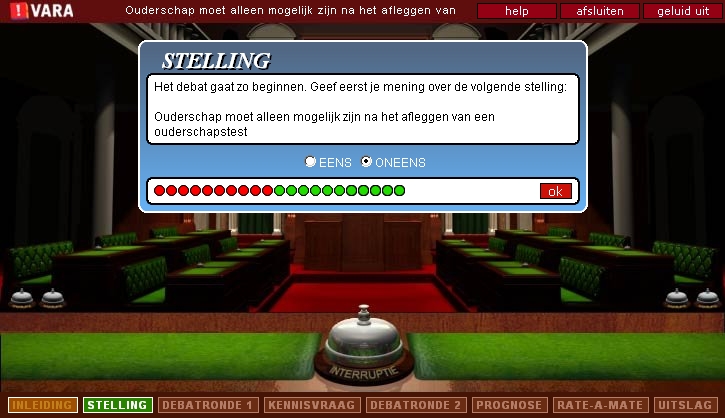 VARA
Ouderschap moet alleen mogelijk zijn na het afleggen van
help
afsluiten
geluid uit
STELLING
Het debat gaat zo beginnen. Geef eerst je mening over de volgende stelling:
Ouderschap moet alleen mogelijk zijn na het afleggen van een
ouderschapstest
EENS
ONEENS
ok
INTERRUPTIE
INLEIDING
STELLING
DEBATRONDE 1
KENNISVRAAG
DEBATRONDE 2
PROGNOSE
RATE-A-MATE
UITSLAG